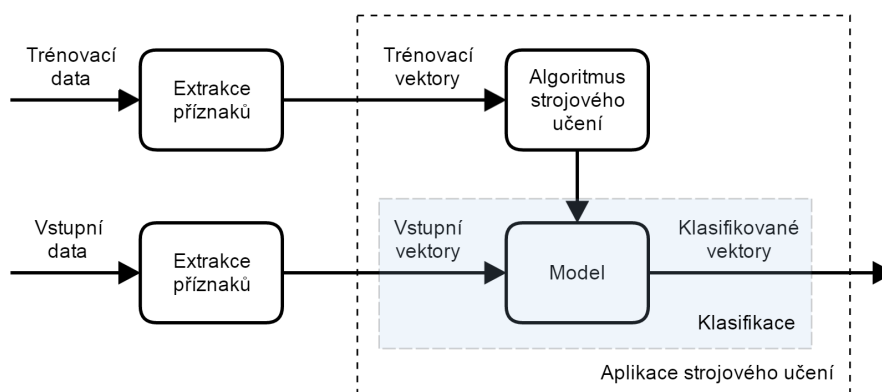 Trénovací
data
Extrakce
příznaků
Trénovací
vektory
Algoritmus
strojového
učení
Vstupní
data
Extrakce
příznaků
Vstupní
vektory
Model
Klasifikované
vektory
Klasifikace
Aplikace strojového učení